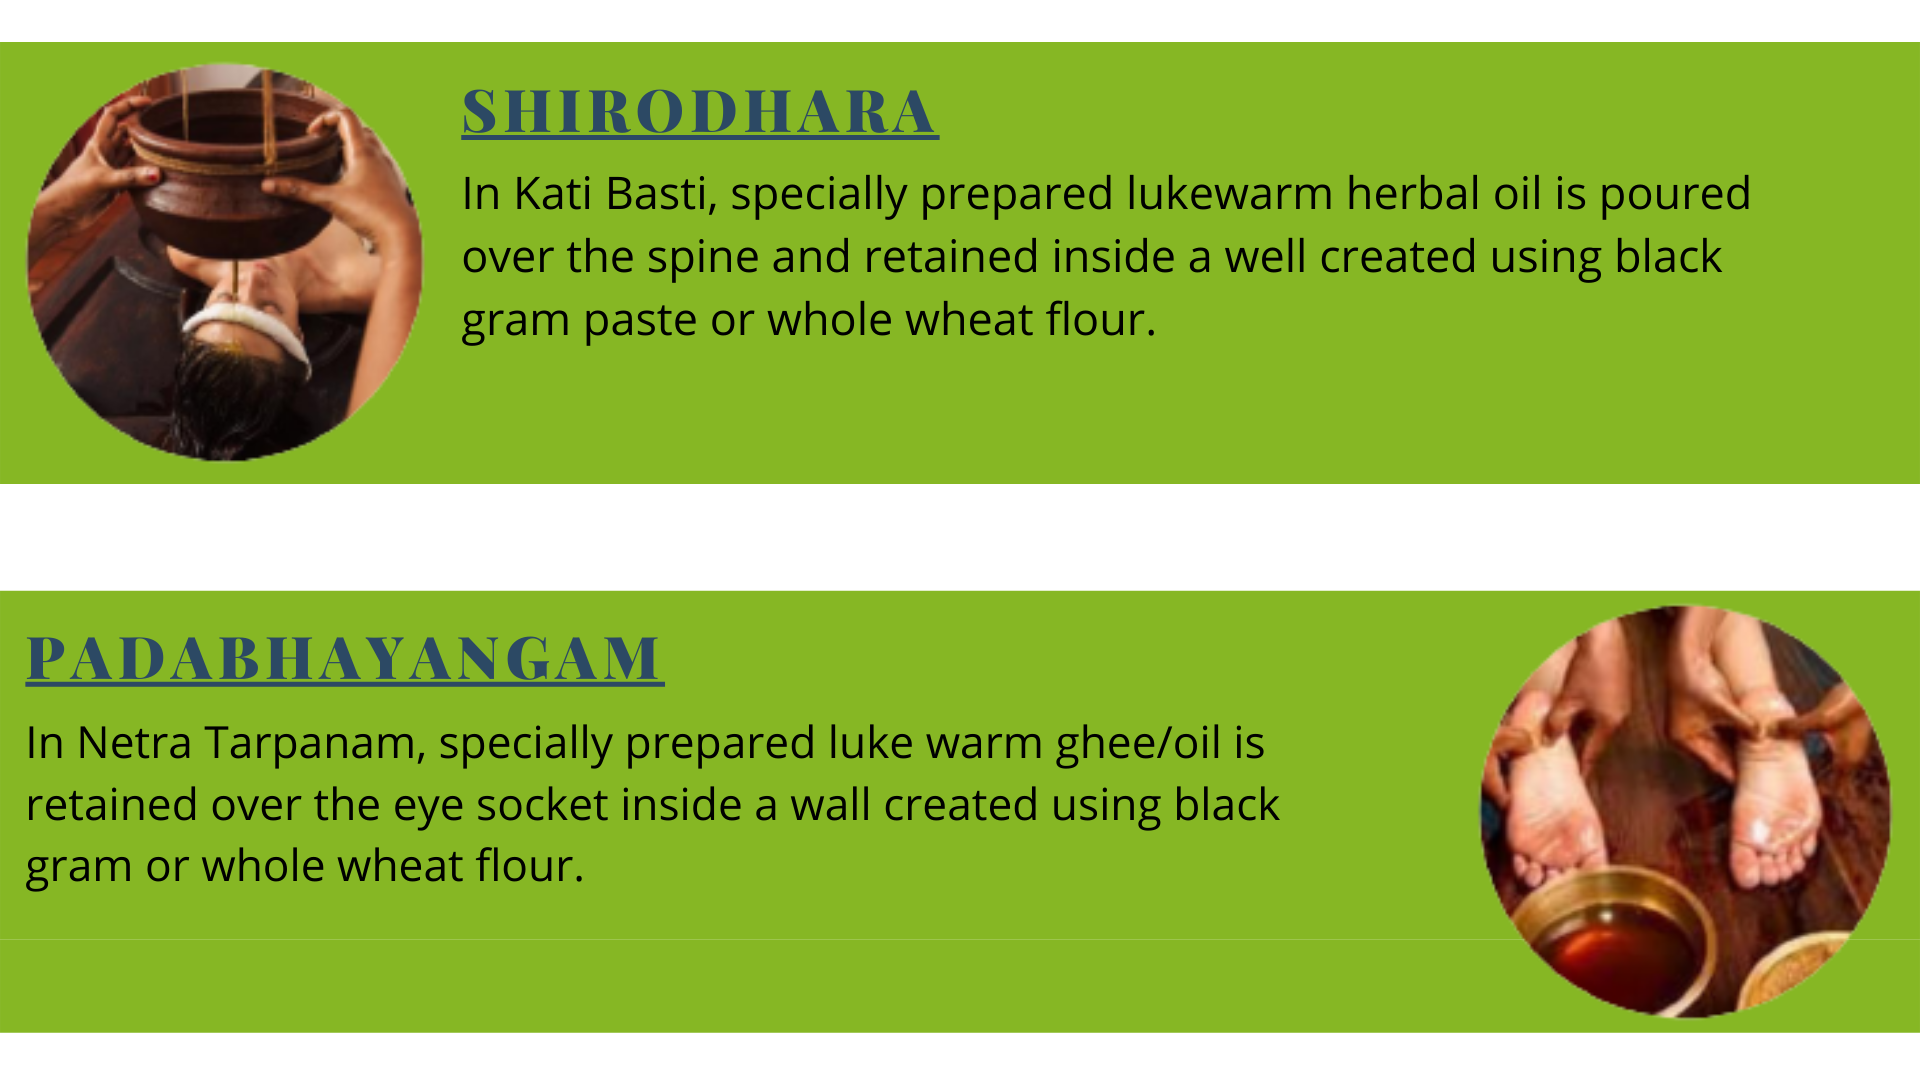 SHIRODHARA
In Kati Basti, specially prepared lukewarm herbal oil is poured
over the spine and retained inside a well created using black
gram paste or whole wheat flour.
PADABHAYANGAM
In Netra Tarpanam, specially prepared luke warm ghee/oil is
retained over the eye socket inside a wall created using black
gram or whole wheat flour.